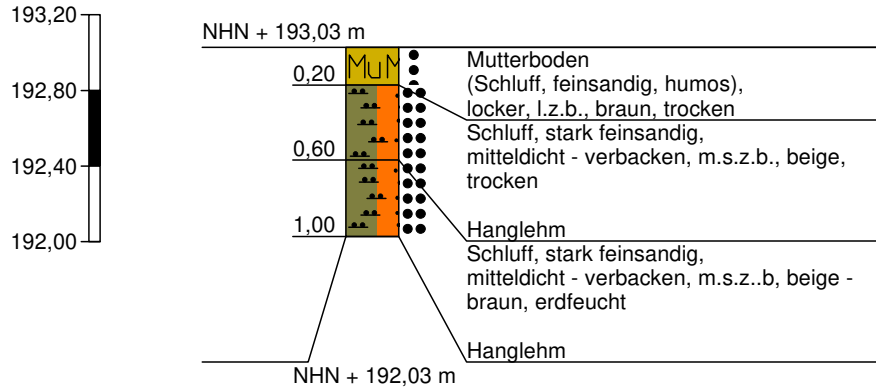 193,20
192,80
192,40
192,00
NHN + 193,03 m
MuM
0,20
0,60
1,00
Mutterboden
(Schluff, feinsandig, humos),
locker, l.z.b., braun, trocken
Schluff, stark feinsandig,
mitteldicht - verbacken, m.s.z.b., beige,
trocken
Hanglehm
Schluff, stark feinsandig,
mitteldicht - verbacken, m.s.z..b, beige -
braun, erdfeucht
Hanglehm
NHN + 192,03 m